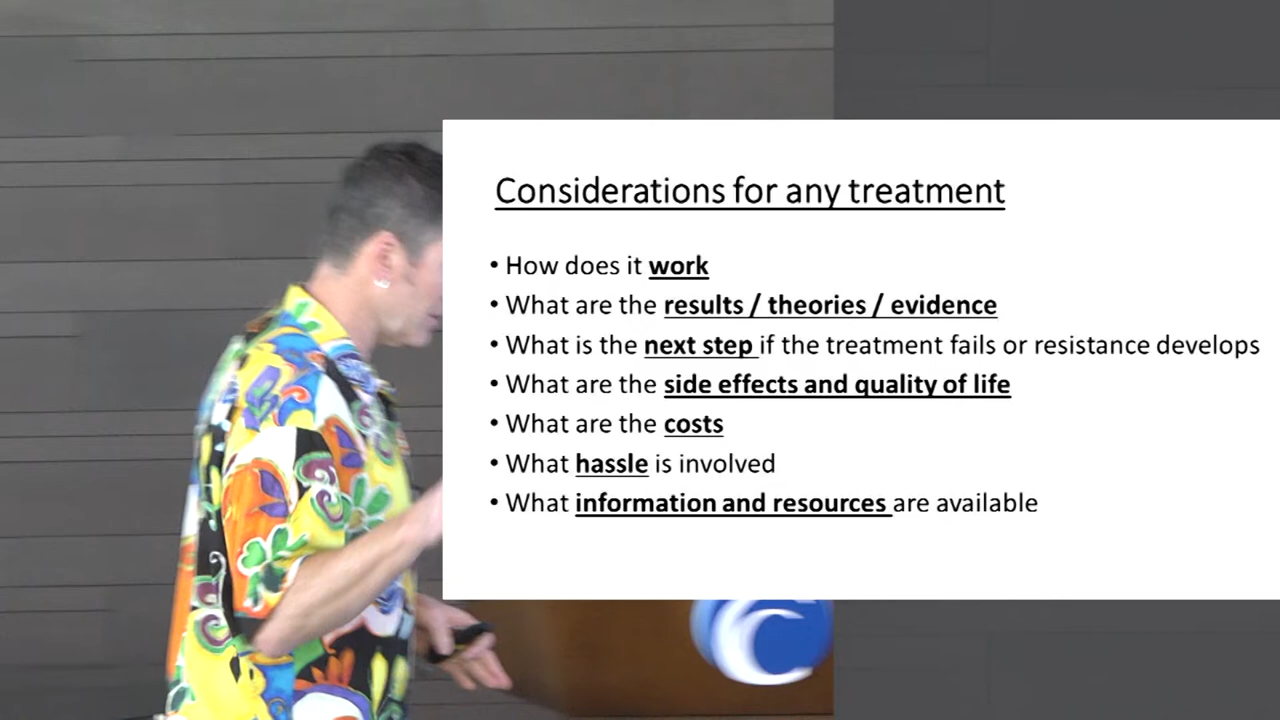 Considerations for any treatment
• How does it work
• What are the results / theories / evidence
• What is the next step if the treatment fails or resistance develops
• What are the side effects and quality of life
• What are the costs
• What hassle is involved
• What information and resources are available